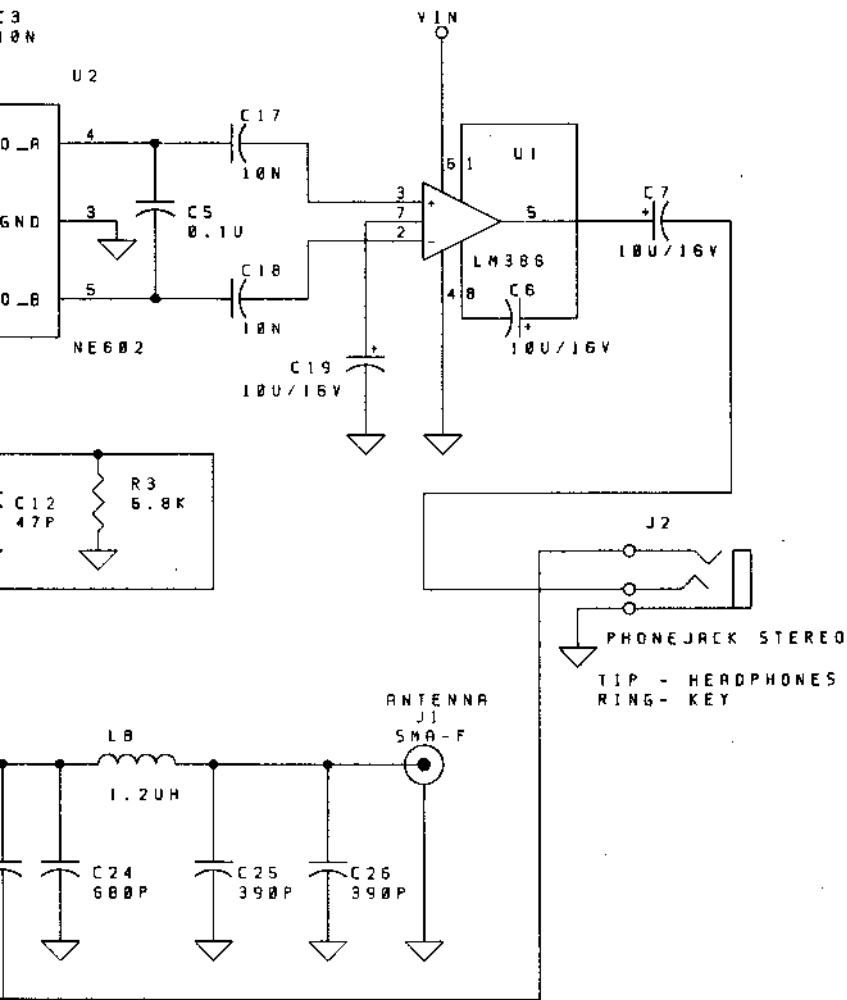 C3
10N
VIN
U2
O_A
4
C17
10N
6 1
U1
3
+
7
2
-
5
C7
+
10U/16V
GND
3
C5
0.1U
LM386
O_B
5
C18
10N
4 8
C6
+
10U/16V
NE602
C19
+
10U/16V
C12
47P
R3
6.8K
J2
PHONEJACK STEREO
TIP - HEADPHONES
RING- KEY
ANTENNA
J1
SMA-F
L8
1.2UH
C24
680P
C25
390P
C26
390P